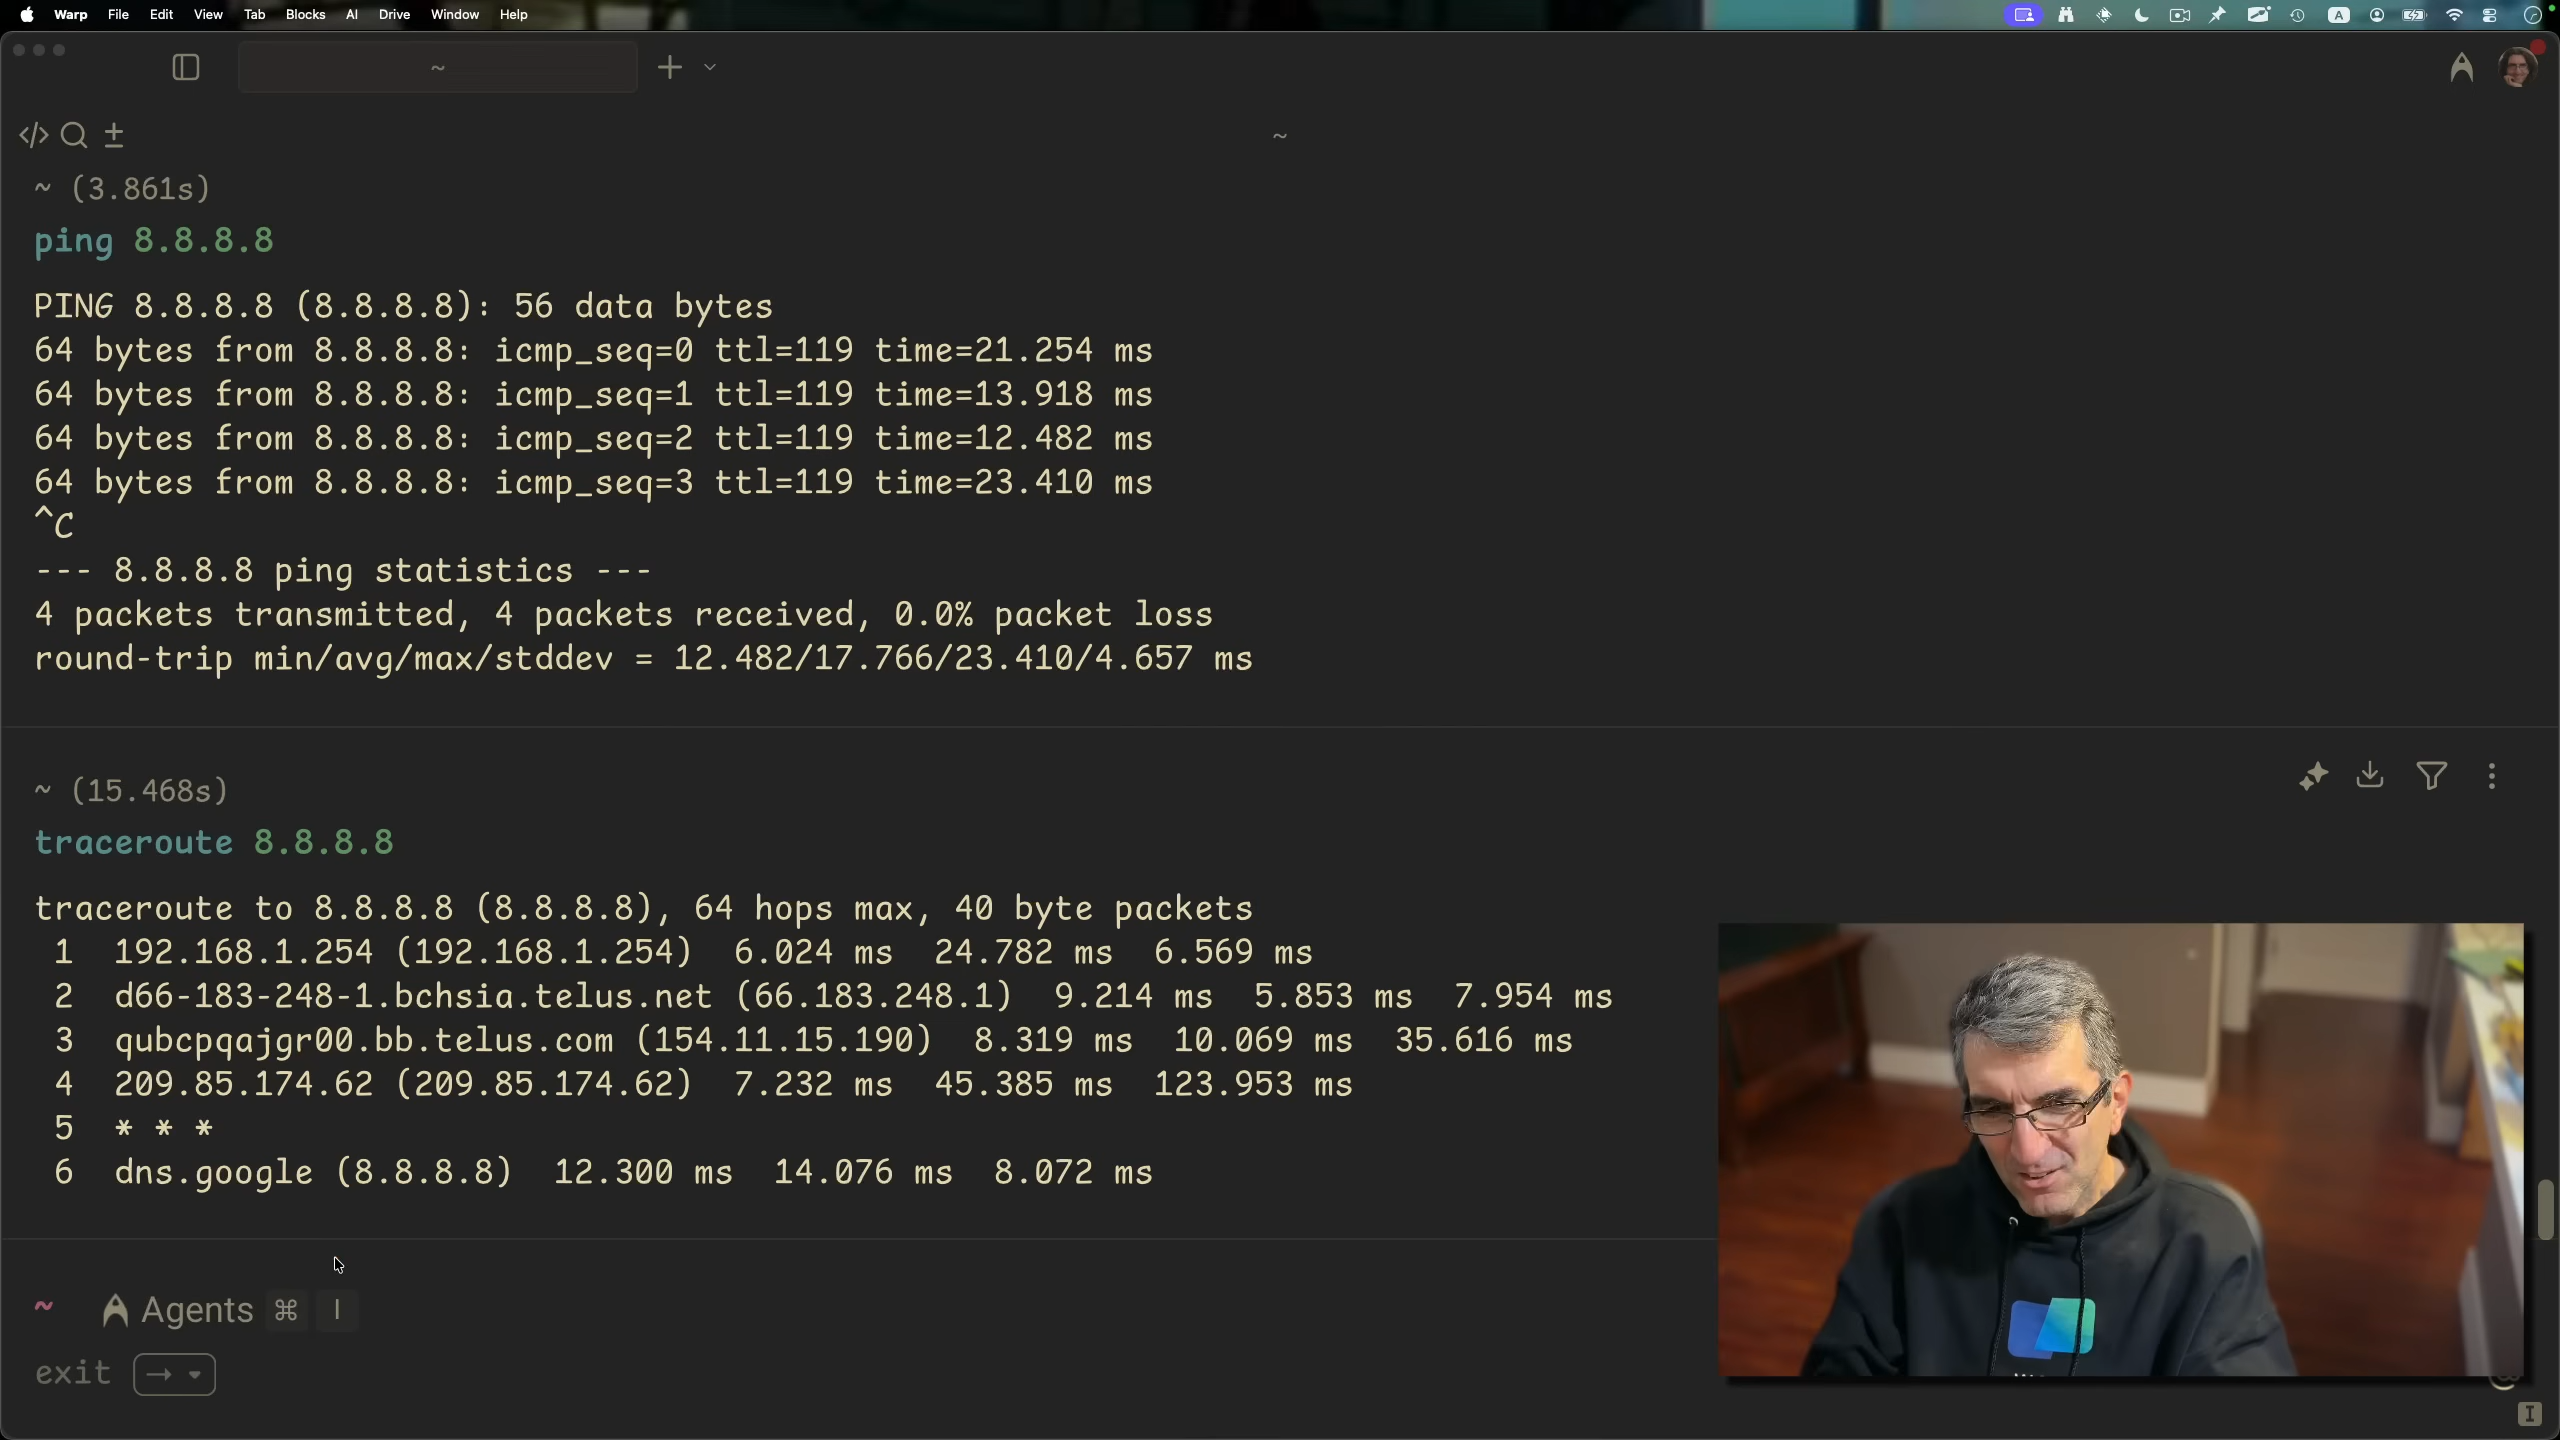 Warp File Edit View Tab Blocks AI Drive Window Help
~
~
~ (3.861s)
ping 8.8.8.8
PING 8.8.8.8 (8.8.8.8): 56 data bytes
64 bytes from 8.8.8.8: icmp_seq=0 ttl=119 time=21.254 ms
64 bytes from 8.8.8.8: icmp_seq=1 ttl=119 time=13.918 ms
64 bytes from 8.8.8.8: icmp_seq=2 ttl=119 time=12.482 ms
64 bytes from 8.8.8.8: icmp_seq=3 ttl=119 time=23.410 ms
^C
--- 8.8.8.8 ping statistics ---
4 packets transmitted, 4 packets received, 0.0% packet loss
round-trip min/avg/max/stddev = 12.482/17.766/23.410/4.657 ms
~ (15.468s)
traceroute 8.8.8.8
traceroute to 8.8.8.8 (8.8.8.8), 64 hops max, 40 byte packets
1 192.168.1.254 (192.168.1.254) 6.024 ms 24.782 ms 6.569 ms
2 d66-183-248-1.bchsia.telus.net (66.183.248.1) 9.214 ms 5.853 ms 7.954 ms
3 qubcpqajgr00.bb.telus.com (154.11.15.190) 8.319 ms 10.069 ms 35.616 ms
4 209.85.174.62 (209.85.174.62) 7.232 ms 45.385 ms 123.953 ms
5 * * *
6 dns.google (8.8.8.8) 12.300 ms 14.076 ms 8.072 ms
~ Agents ⌘ I
exit